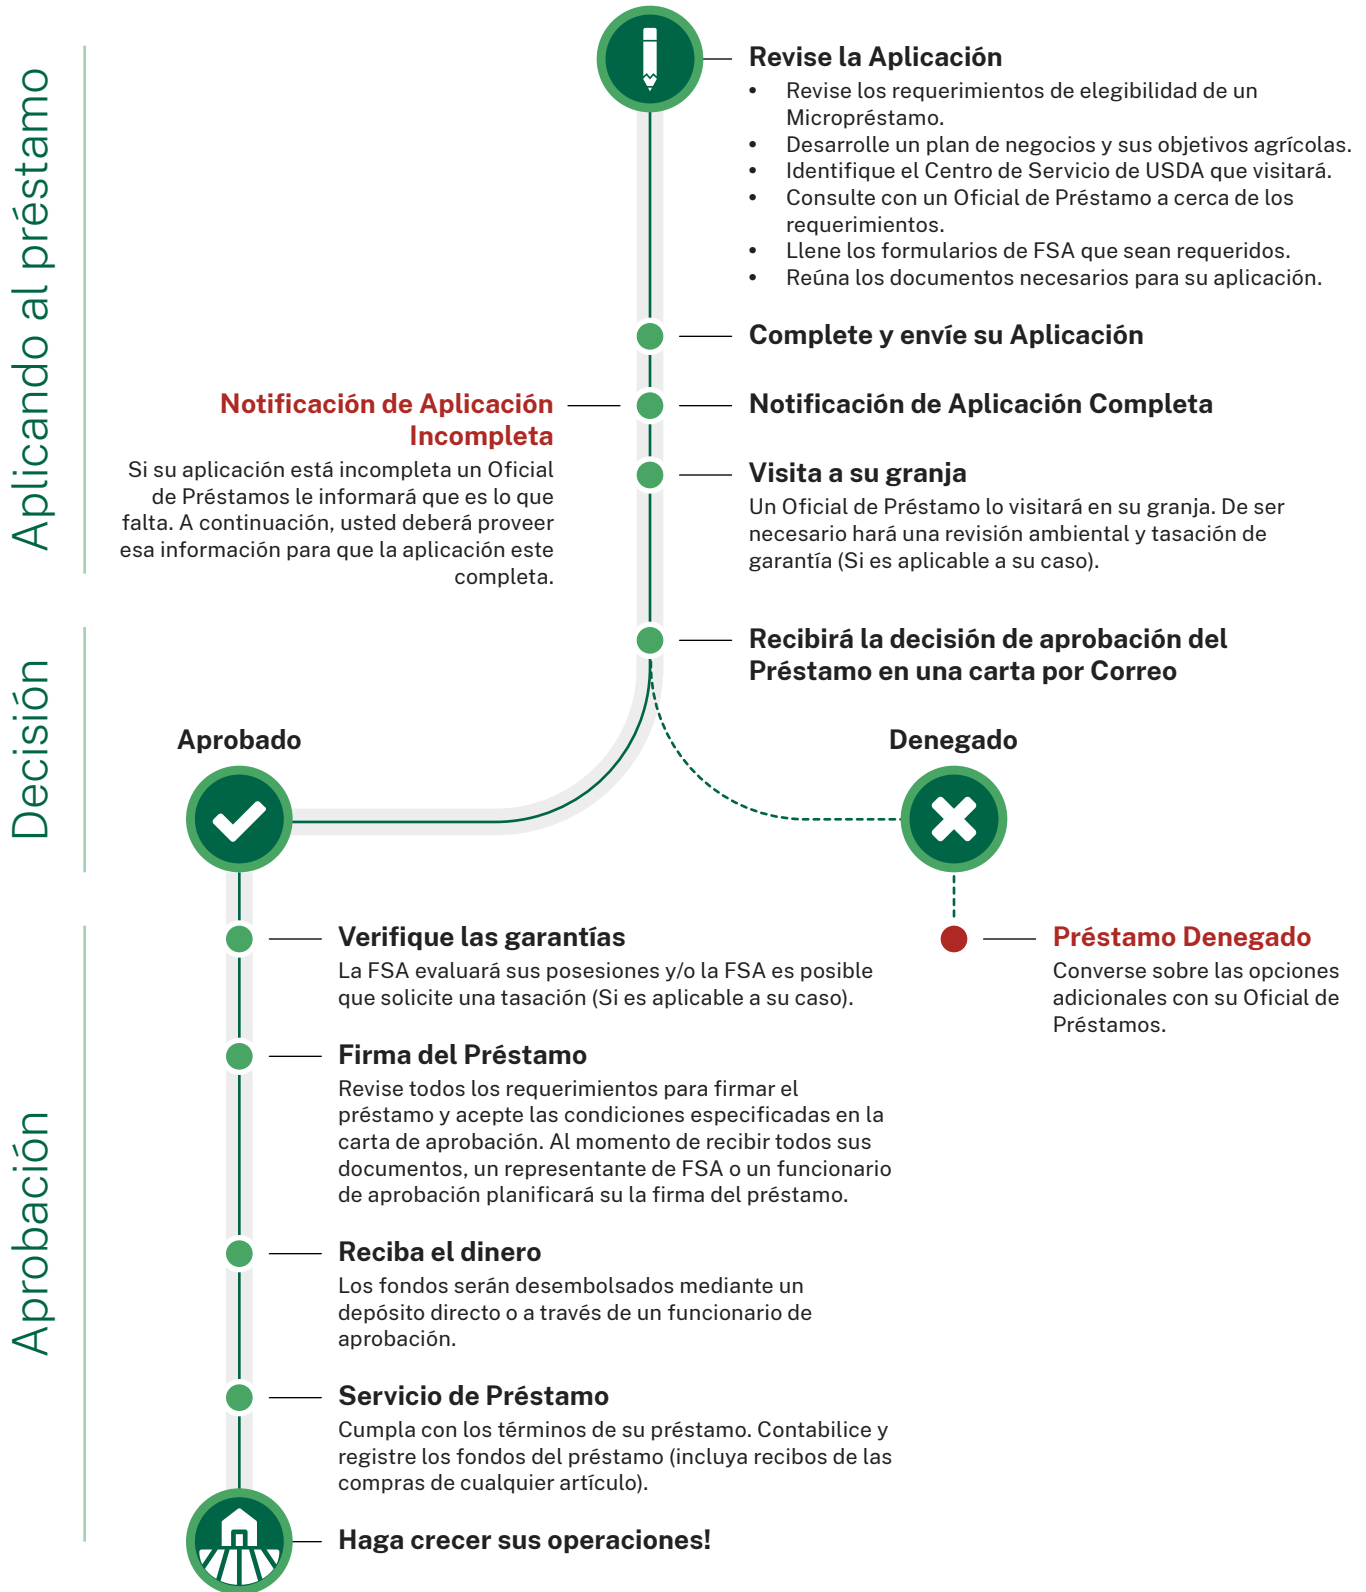 Aplicando al préstamo
Revise la Aplicación
• Revise los requerimientos de elegibilidad de un
Micropréstamo.
• Desarrolle un plan de negocios y sus objetivos agrícolas.
• Identifique el Centro de Servicio de USDA que visitará.
• Consulte con un Oficial de Préstamo a cerca de los
requerimientos.
• Llene los formularios de FSA que sean requeridos.
• Reúna los documentos necesarios para su aplicación.
Complete y envíe su Aplicación
Notificación de Aplicación
Incompleta
Si su aplicación está incompleta un Oficial
de Préstamos le informará que es lo que
falta. A continuación, usted deberá proveer
esa información para que la aplicación este
completa.
Notificación de Aplicación Completa
Visita a su granja
Un Oficial de Préstamo lo visitará en su granja. De ser
necesario hará una revisión ambiental y tasación de
garantía (Si es aplicable a su caso).
Decisión
Recibirá la decisión de aprobación del
Préstamo en una carta por Correo
Aprobado
Denegado
Aprobación
Verifique las garantías
La FSA evaluará sus posesiones y/o la FSA es posible
que solicite una tasación (Si es aplicable a su caso).
Préstamo Denegado
Converse sobre las opciones
adicionales con su Oficial de
Préstamos.
Firma del Préstamo
Revise todos los requerimientos para firmar el
préstamo y acepte las condiciones especificadas en la
carta de aprobación. Al momento de recibir todos sus
documentos, un representante de FSA o un funcionario
de aprobación planificará su la firma del préstamo.
Reciba el dinero
Los fondos serán desembolsados mediante un
depósito directo o a través de un funcionario de
aprobación.
Servicio de Préstamo
Cumpla con los términos de su préstamo. Contabilice y
registre los fondos del préstamo (incluya recibos de las
compras de cualquier artículo).
Haga crecer sus operaciones!